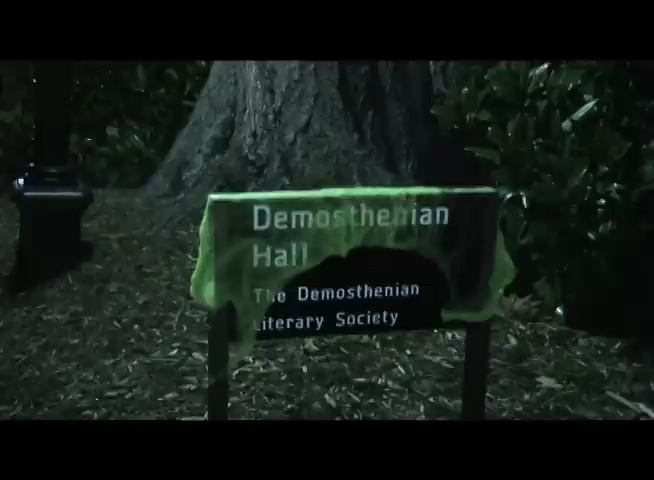 Demosthenian
Hall
The Demosthenian
Literary Society